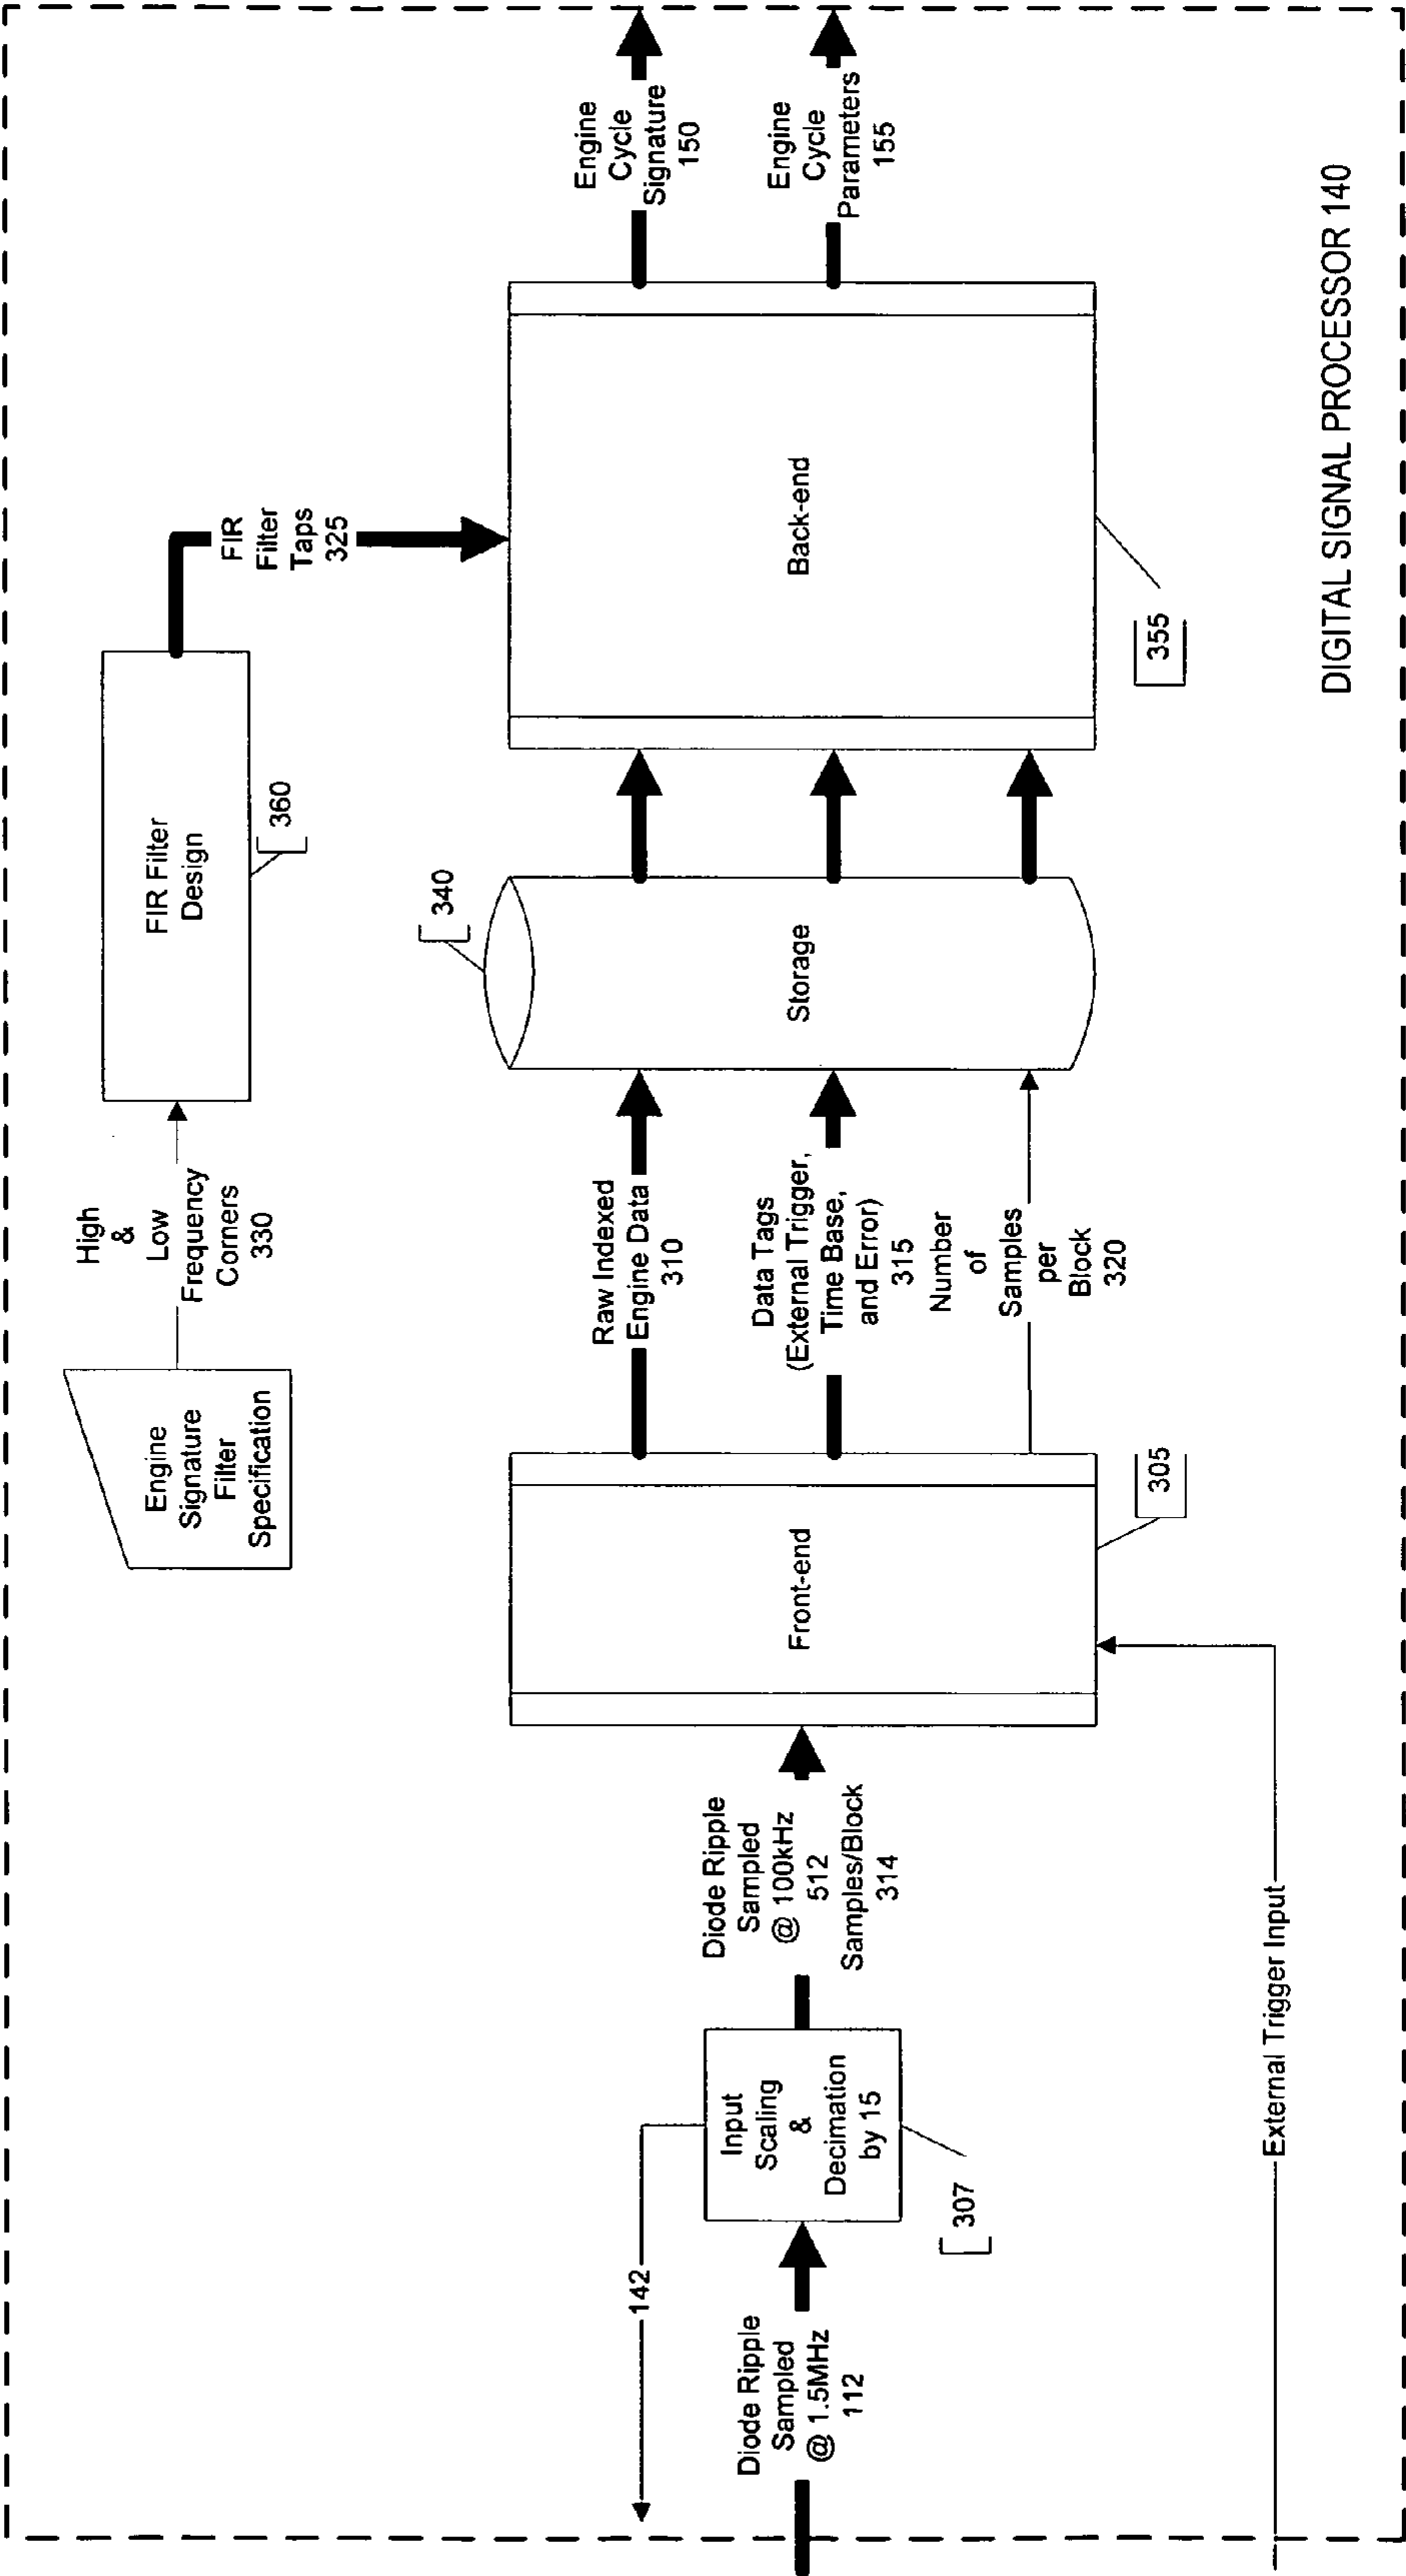 Engine
Signature
Filter
Specification
High
&
Low
Frequency
Corners
330
FIR Filter
Design
360
FIR
Filter
Taps
325
142
Diode Ripple
Sampled
@ 1.5MHz
112
Input
Scaling
&
Decimation
by 15
307
Diode Ripple
Sampled
@ 100kHz
512
Samples/Block
314
Front-end
305
External Trigger Input
Raw Indexed
Engine Data
310
Data Tags
(External Trigger,
Time Base,
and Error)
315
Number
of
Samples
per
Block
320
Storage
340
Back-end
355
Engine
Cycle
Signature
150
Engine
Cycle
Parameters
155
DIGITAL SIGNAL PROCESSOR 140